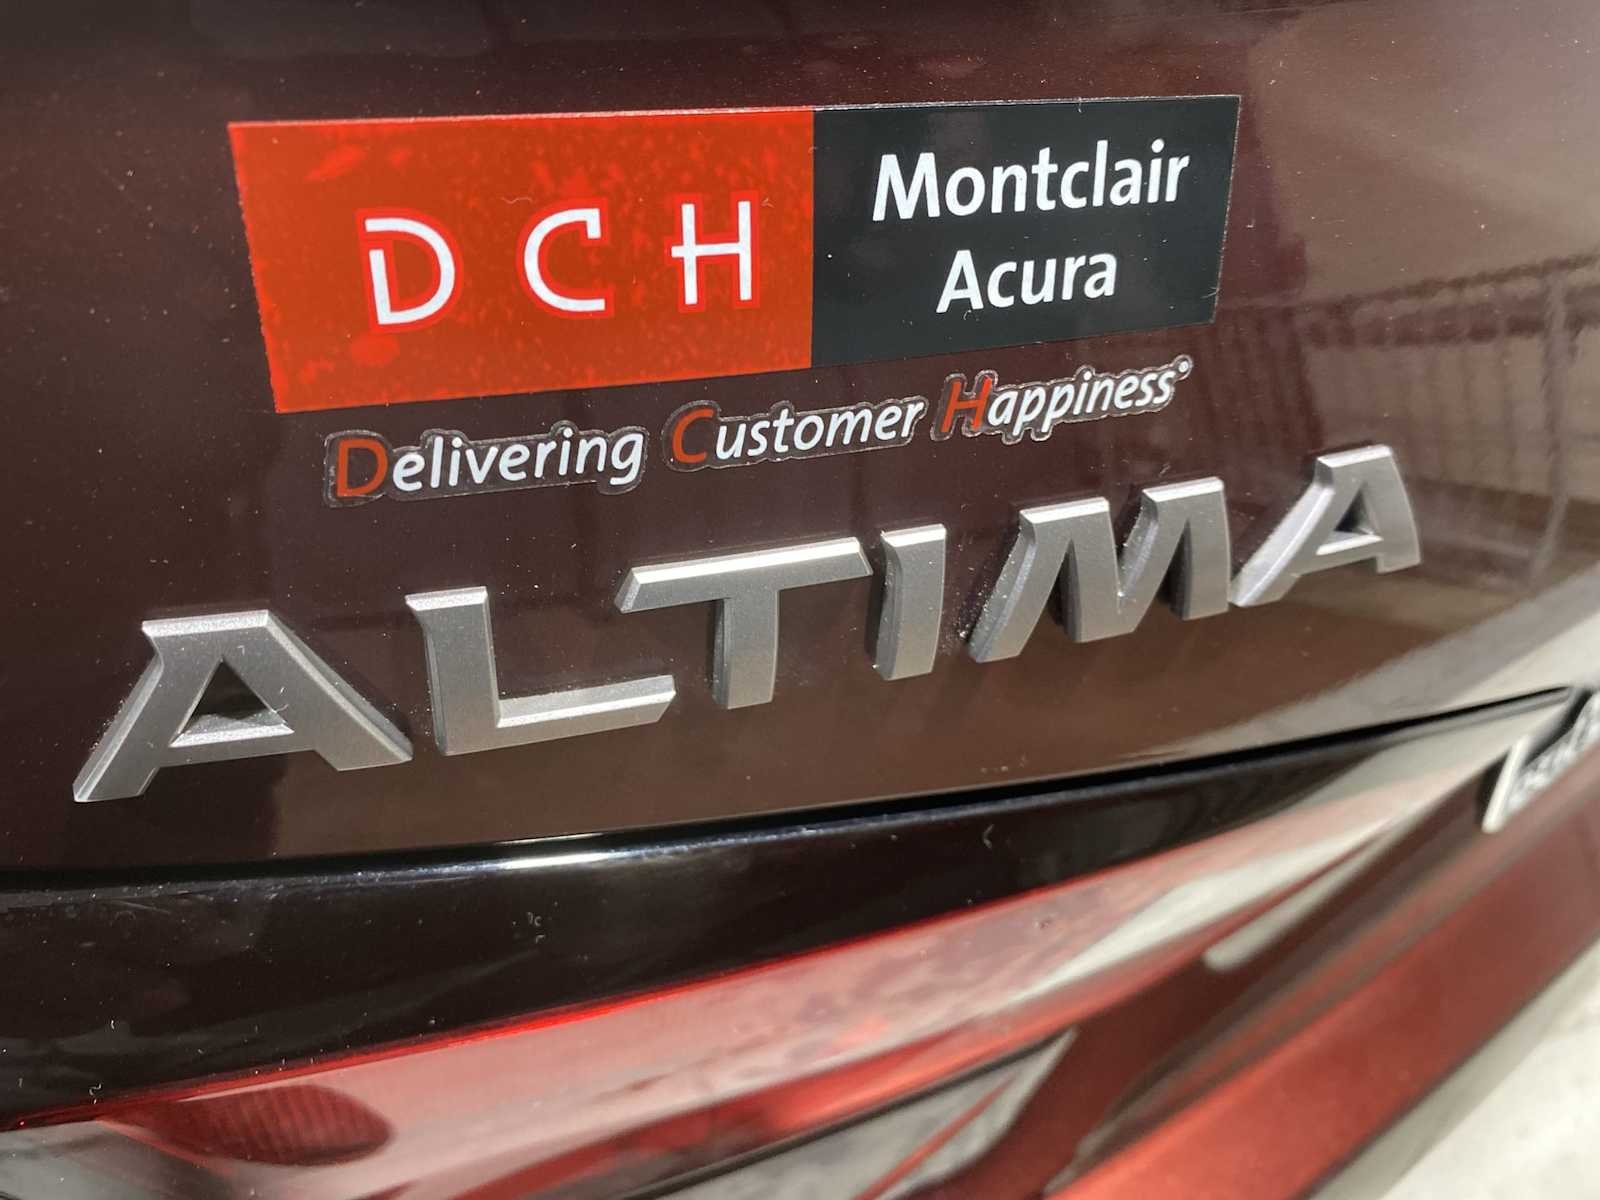 DCH
Montclair
Acura
Delivering Customer Happiness
ALTIMA